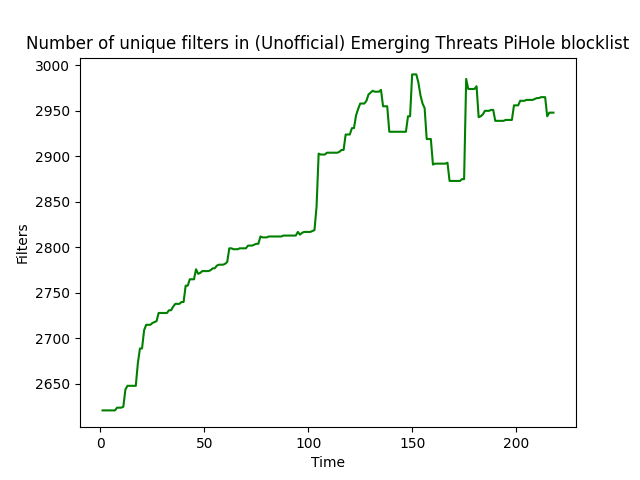 Number of unique filters in (Unofficial) Emerging Threats PiHole blocklist
3000
2950
2900
2850
2800
2750
2700
2650
Filters
0 50 100 150 200
Time